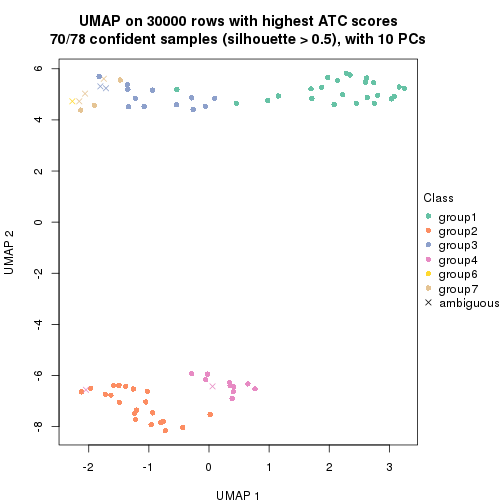 UMAP on 30000 rows with highest ATC scores
70/78 confident samples (silhouette > 0.5), with 10 PCs
6
4
2
0
-2
-4
-6
-8
UMAP 2
-2 -1 0 1 2 3
UMAP 1
Class
group1
group2
group3
group4
group6
group7
ambiguous